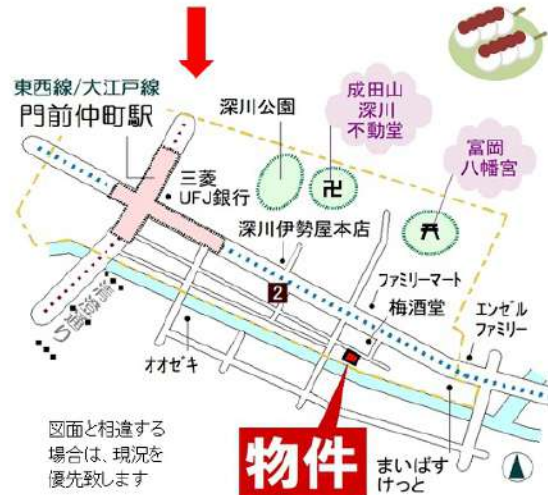 東西線/大江戸線
門前仲町駅
深川公園
成田山
深川
不動堂
富岡
八幡宮
三菱
UFJ銀行
深川伊勢屋本店
ファミリーマート
梅酒堂
エンゼル
ファミリー
2
清澄通り
オオゼキ
図面と相違する
場合は、現況を
優先致します
物件
まいばす
けっと